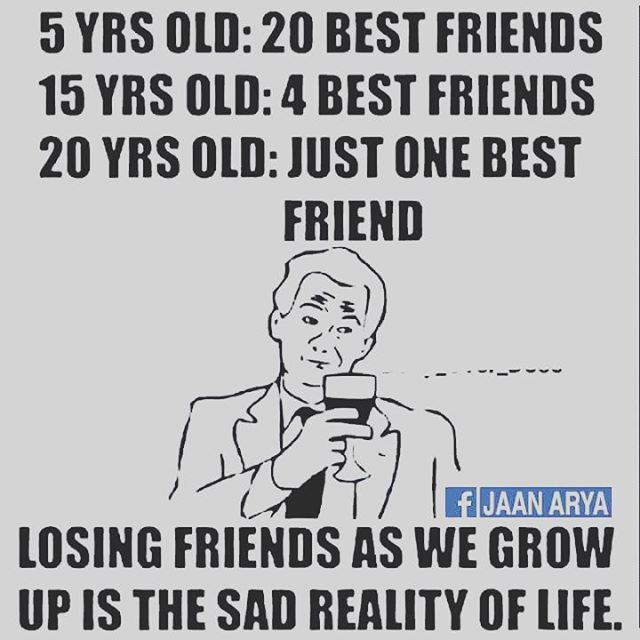 5 YRS OLD: 20 BEST FRIENDS
15 YRS OLD: 4 BEST FRIENDS
20 YRS OLD: JUST ONE BEST
FRIEND
f JAAN ARYA
LOSING FRIENDS AS WE GROW
UP IS THE SAD REALITY OF LIFE.